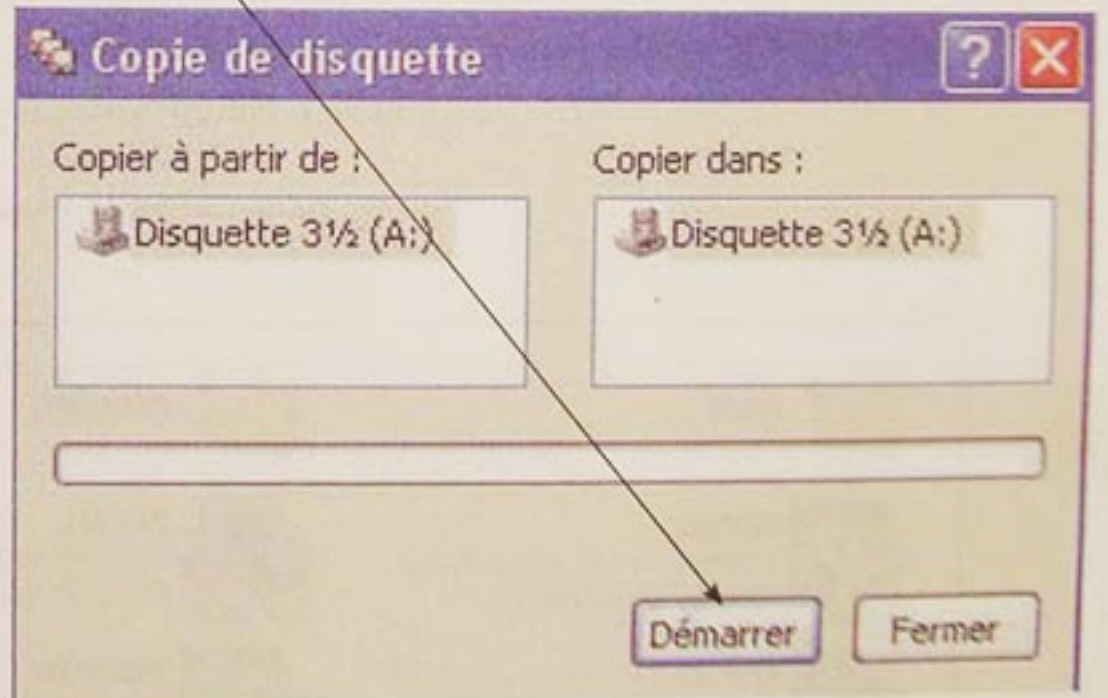 Copie de disquette
Copier à partir de :
Copier dans :
Disquette 3½ (A:)
Disquette 3½ (A:)
Démarrer
Fermer